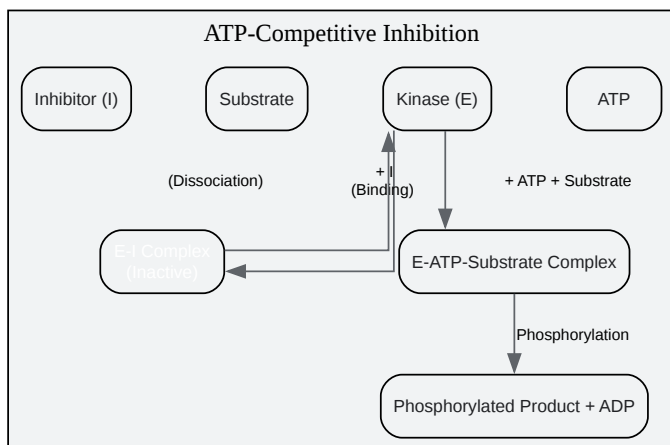 ATP-Competitive Inhibition
Inhibitor (I)
Substrate
Kinase (E)
ATP
(Dissociation)
+ I
(Binding)
+ ATP + Substrate
E-I Complex
(Inactive)
E-ATP-Substrate Complex
Phosphorylation
Phosphorylated Product + ADP